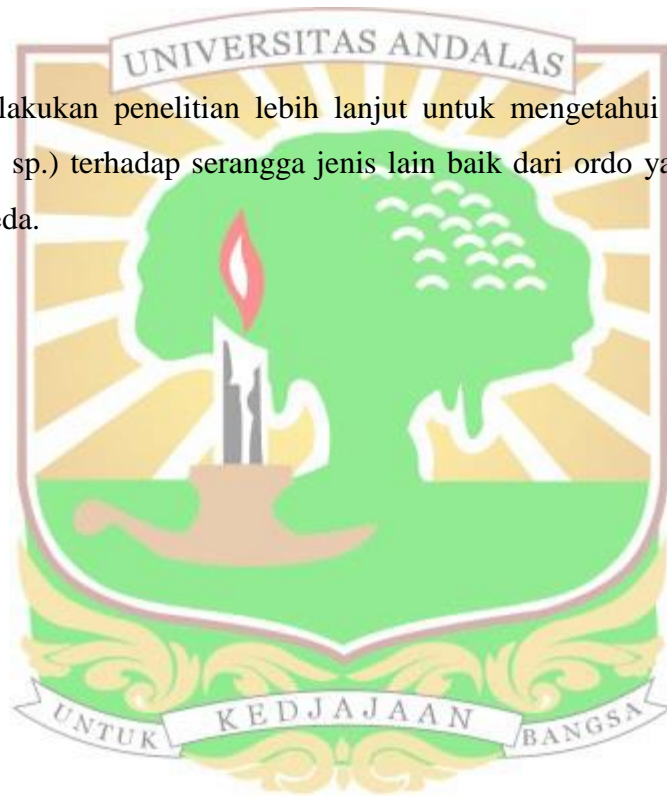 UNIVERSITAS ANDALAS
lakukan penelitian lebih lanjut untuk mengetahui
sp.) terhadap serangga jenis lain baik dari ordo ya
eda.
UNTUK KEDJAJAAN BANGSA